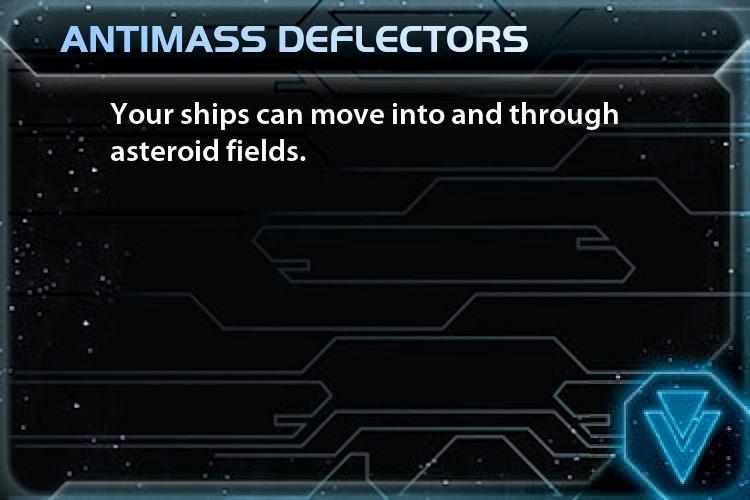 ANTIMASS DEFLECTORS
Your ships can move into and through
asteroid fields.